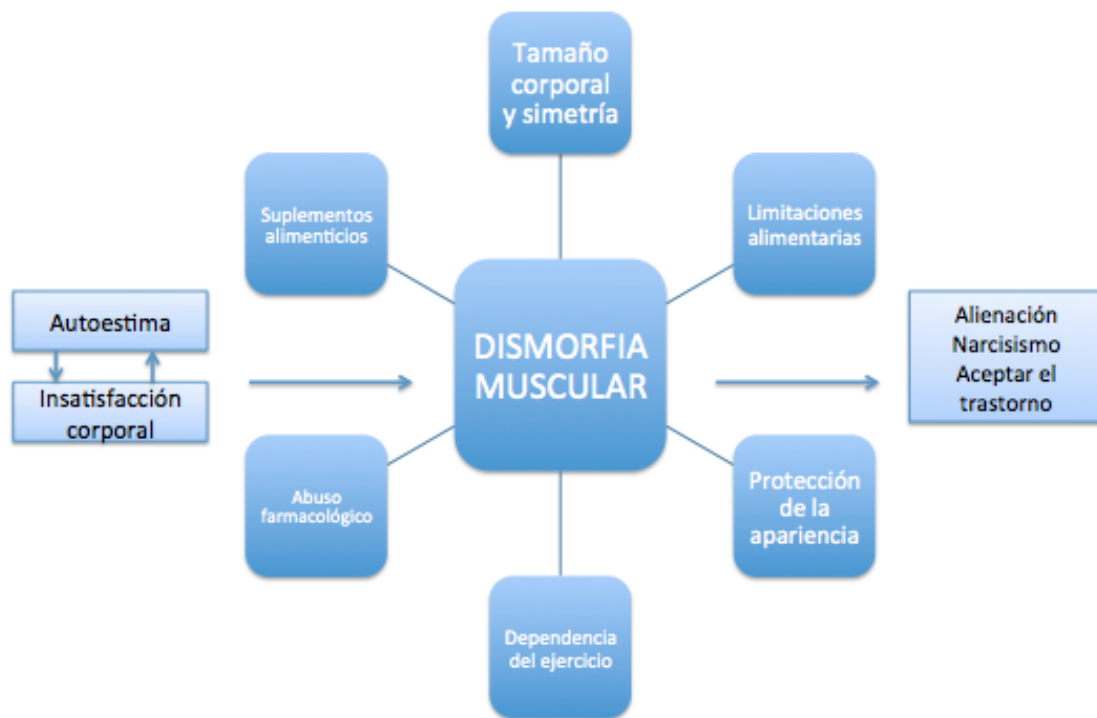 Tamaño
corporal
y simetría
Suplementos
alimenticios
Limitaciones
alimentarias
Autoestima
Insatisfacción
corporal
DISMORFIA
MUSCULAR
Alienación
Narcisismo
Aceptar el
trastorno
Abuso
farmacológico
Protección
de la
apariencia
Dependencia
del ejercicio